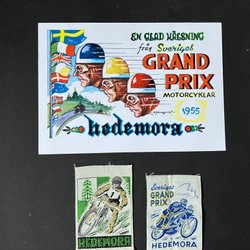 EN GLAD HÄLSNING
från Sveriges
GRAND
PRIX
MOTORCYKLAR
1955
hedemora
HEDEMORA
Sveriges
GRAND
PRIX
HEDEMORA